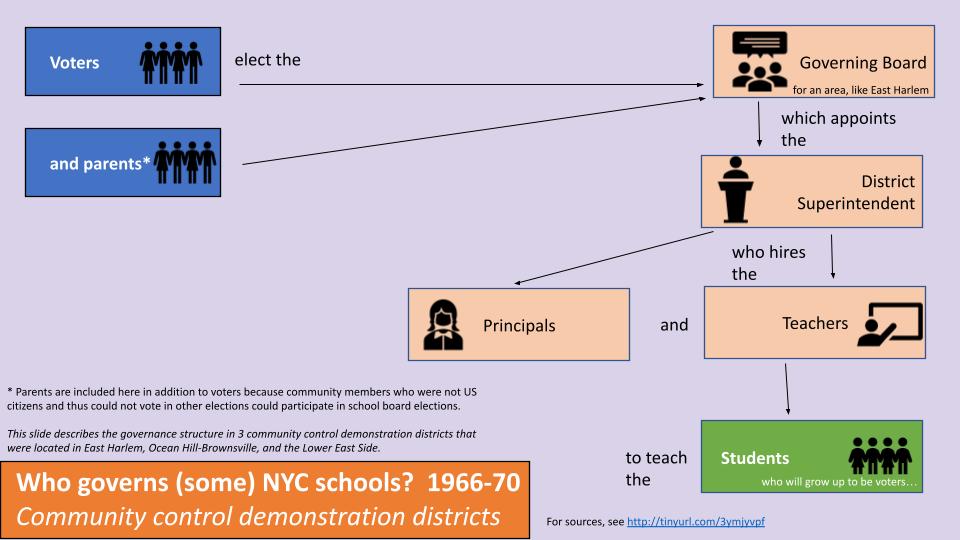 Voters
elect the
Governing Board
for an area, like East Harlem
and parents*
which appoints
the
District
Superintendent
who hires
the
Principals
and
Teachers
* Parents are included here in addition to voters because community members who were not US
citizens and thus could not vote in other elections could participate in school board elections.
This slide describes the governance structure in 3 community control demonstration districts that
were located in East Harlem, Ocean Hill-Brownsville, and the Lower East Side.
to teach
the
Students
who will grow up to be voters…
Who governs (some) NYC schools? 1966-70
Community control demonstration districts
For sources, see http://tinyurl.com/3ymjyvpf